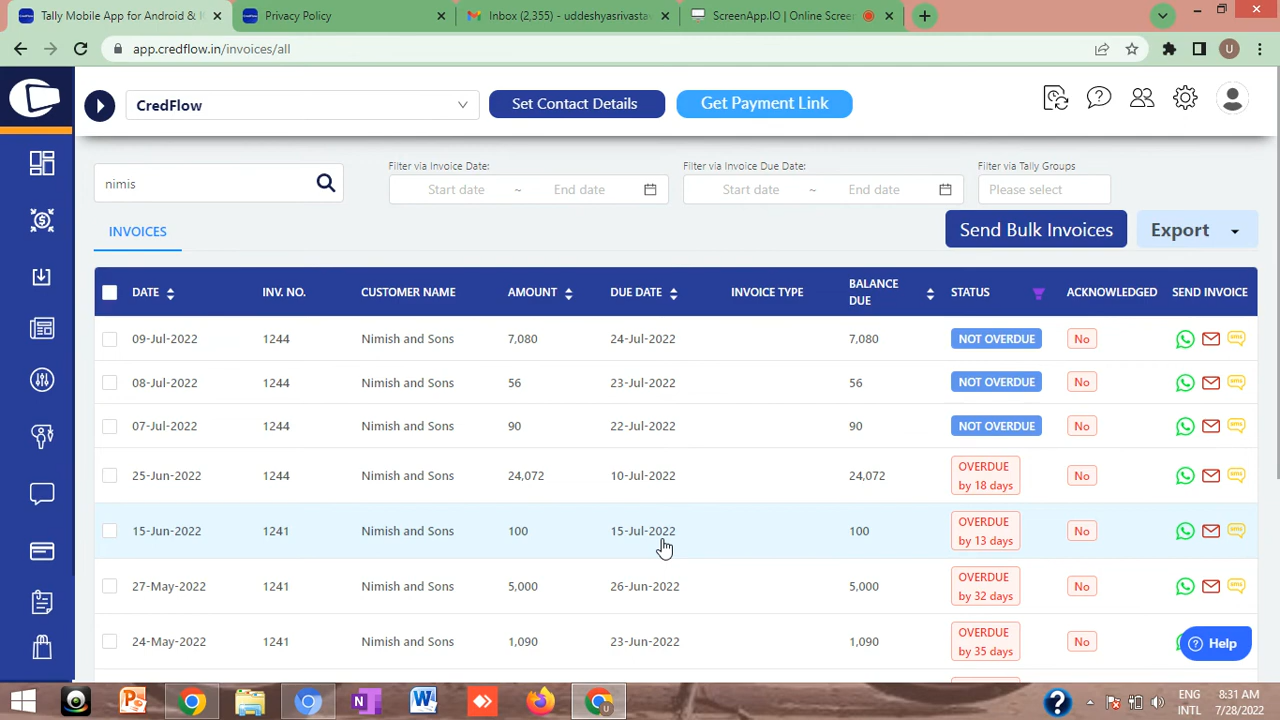 Tally Mobile App for Android & 
Privacy Policy
Inbox (2,355) - uddeshyasrivastav
ScreenApp.IO | Online Screen
app.credflow.in/invoices/all
U
CredFlow
Set Contact Details
Get Payment Link
nimis
Filter via Invoice Date:
Start date ~ End date
Filter via Invoice Due Date:
Start date ~ End date
Filter via Tally Groups
Please select
INVOICES
Send Bulk Invoices
Export
DATE INV. NO. CUSTOMER NAME AMOUNT DUE DATE INVOICE TYPE BALANCE DUE STATUS ACKNOWLEDGED SEND INVOICE
09-Jul-2022 1244 Nimish and Sons 7,080 24-Jul-2022 7,080 NOT OVERDUE No sms
08-Jul-2022 1244 Nimish and Sons 56 23-Jul-2022 56 NOT OVERDUE No sms
07-Jul-2022 1244 Nimish and Sons 90 22-Jul-2022 90 NOT OVERDUE No sms
25-Jun-2022 1244 Nimish and Sons 24,072 10-Jul-2022 24,072 OVERDUE by 18 days No sms
15-Jun-2022 1241 Nimish and Sons 100 15-Jul-2022 100 OVERDUE by 13 days No sms
27-May-2022 1241 Nimish and Sons 5,000 26-Jun-2022 5,000 OVERDUE by 32 days No sms
24-May-2022 1241 Nimish and Sons 1,090 23-Jun-2022 1,090 OVERDUE by 35 days No
Help
ENG
INTL
8:31 AM
7/28/2022